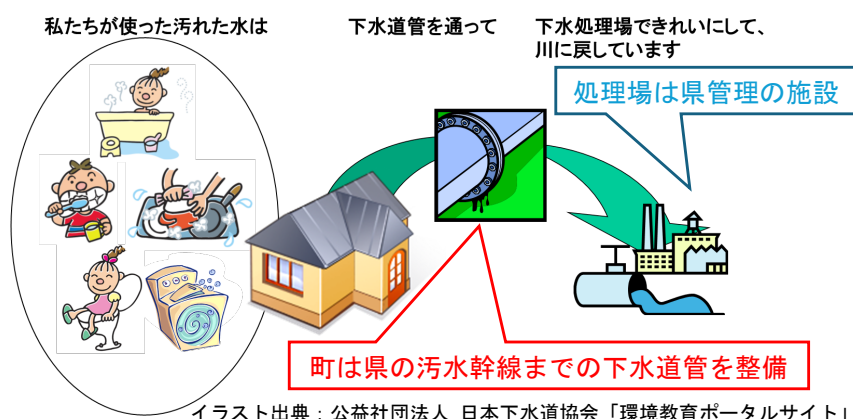 私たちが使った汚れた水は
下水道管を通って
下水処理場できれいにして、
川に戻しています
処理場は県管理の施設
町は県の汚水幹線までの下水道管を整備
イラスト出典：公益社団法人 日本下水道協会「環境教育ポータルサイト」